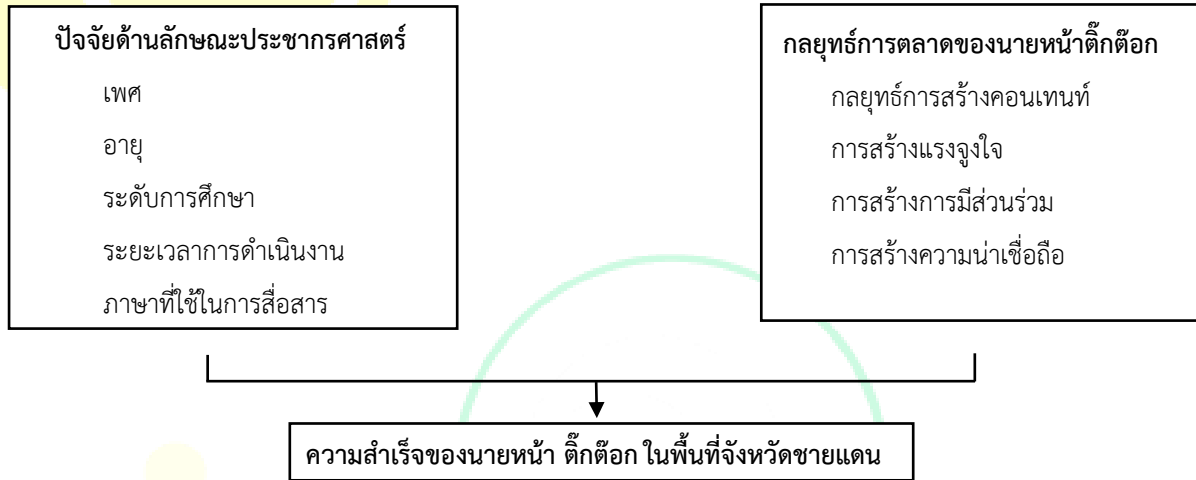 ปัจจัยด้านลักษณะประชากรศาสตร์
เพศ
อายุ
ระดับการศึกษา
ระยะเวลาการดำเนินงาน
ภาษาที่ใช้ในการสื่อสาร
กลยุทธ์การตลาดของนายหน้าติ๊กต๊อก
กลยุทธ์การสร้างคอนเทนท์
การสร้างแรงจูงใจ
การสร้างการมีส่วนร่วม
การสร้างความน่าเชื่อถือ
ความสำเร็จของนายหน้า ติ๊กต๊อก ในพื้นที่จังหวัดชายแดน